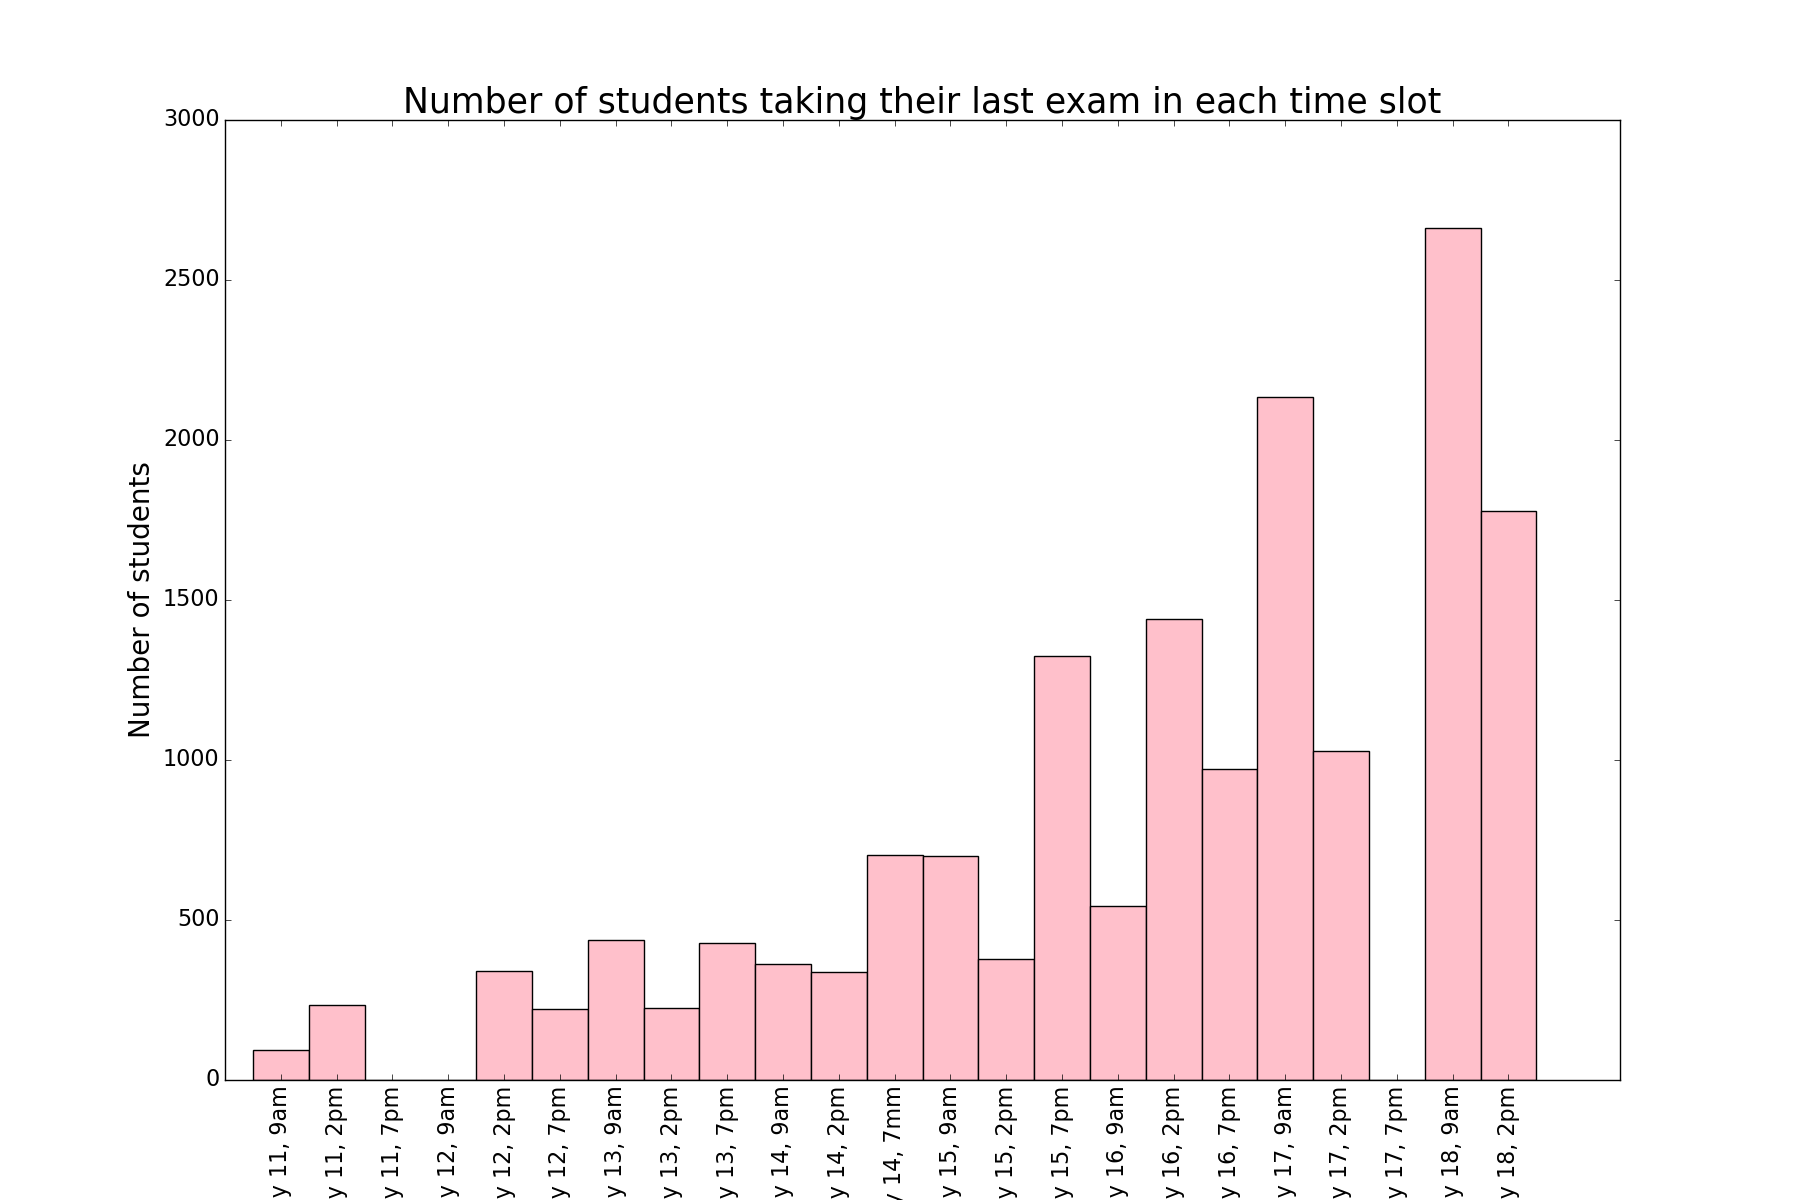 Number of students taking their last exam in each time slot
Number of students
3000
2500
2000
1500
1000
500
0
y 11, 9am
y 11, 2pm
y 11, 7pm
y 12, 9am
y 12, 2pm
y 12, 7pm
y 13, 9am
y 13, 2pm
y 13, 7pm
y 14, 9am
y 14, 2pm
y 14, 7mm
y 15, 9am
y 15, 2pm
y 15, 7pm
y 16, 9am
y 16, 2pm
y 16, 7pm
y 17, 9am
y 17, 2pm
y 17, 7pm
y 18, 9am
y 18, 2pm